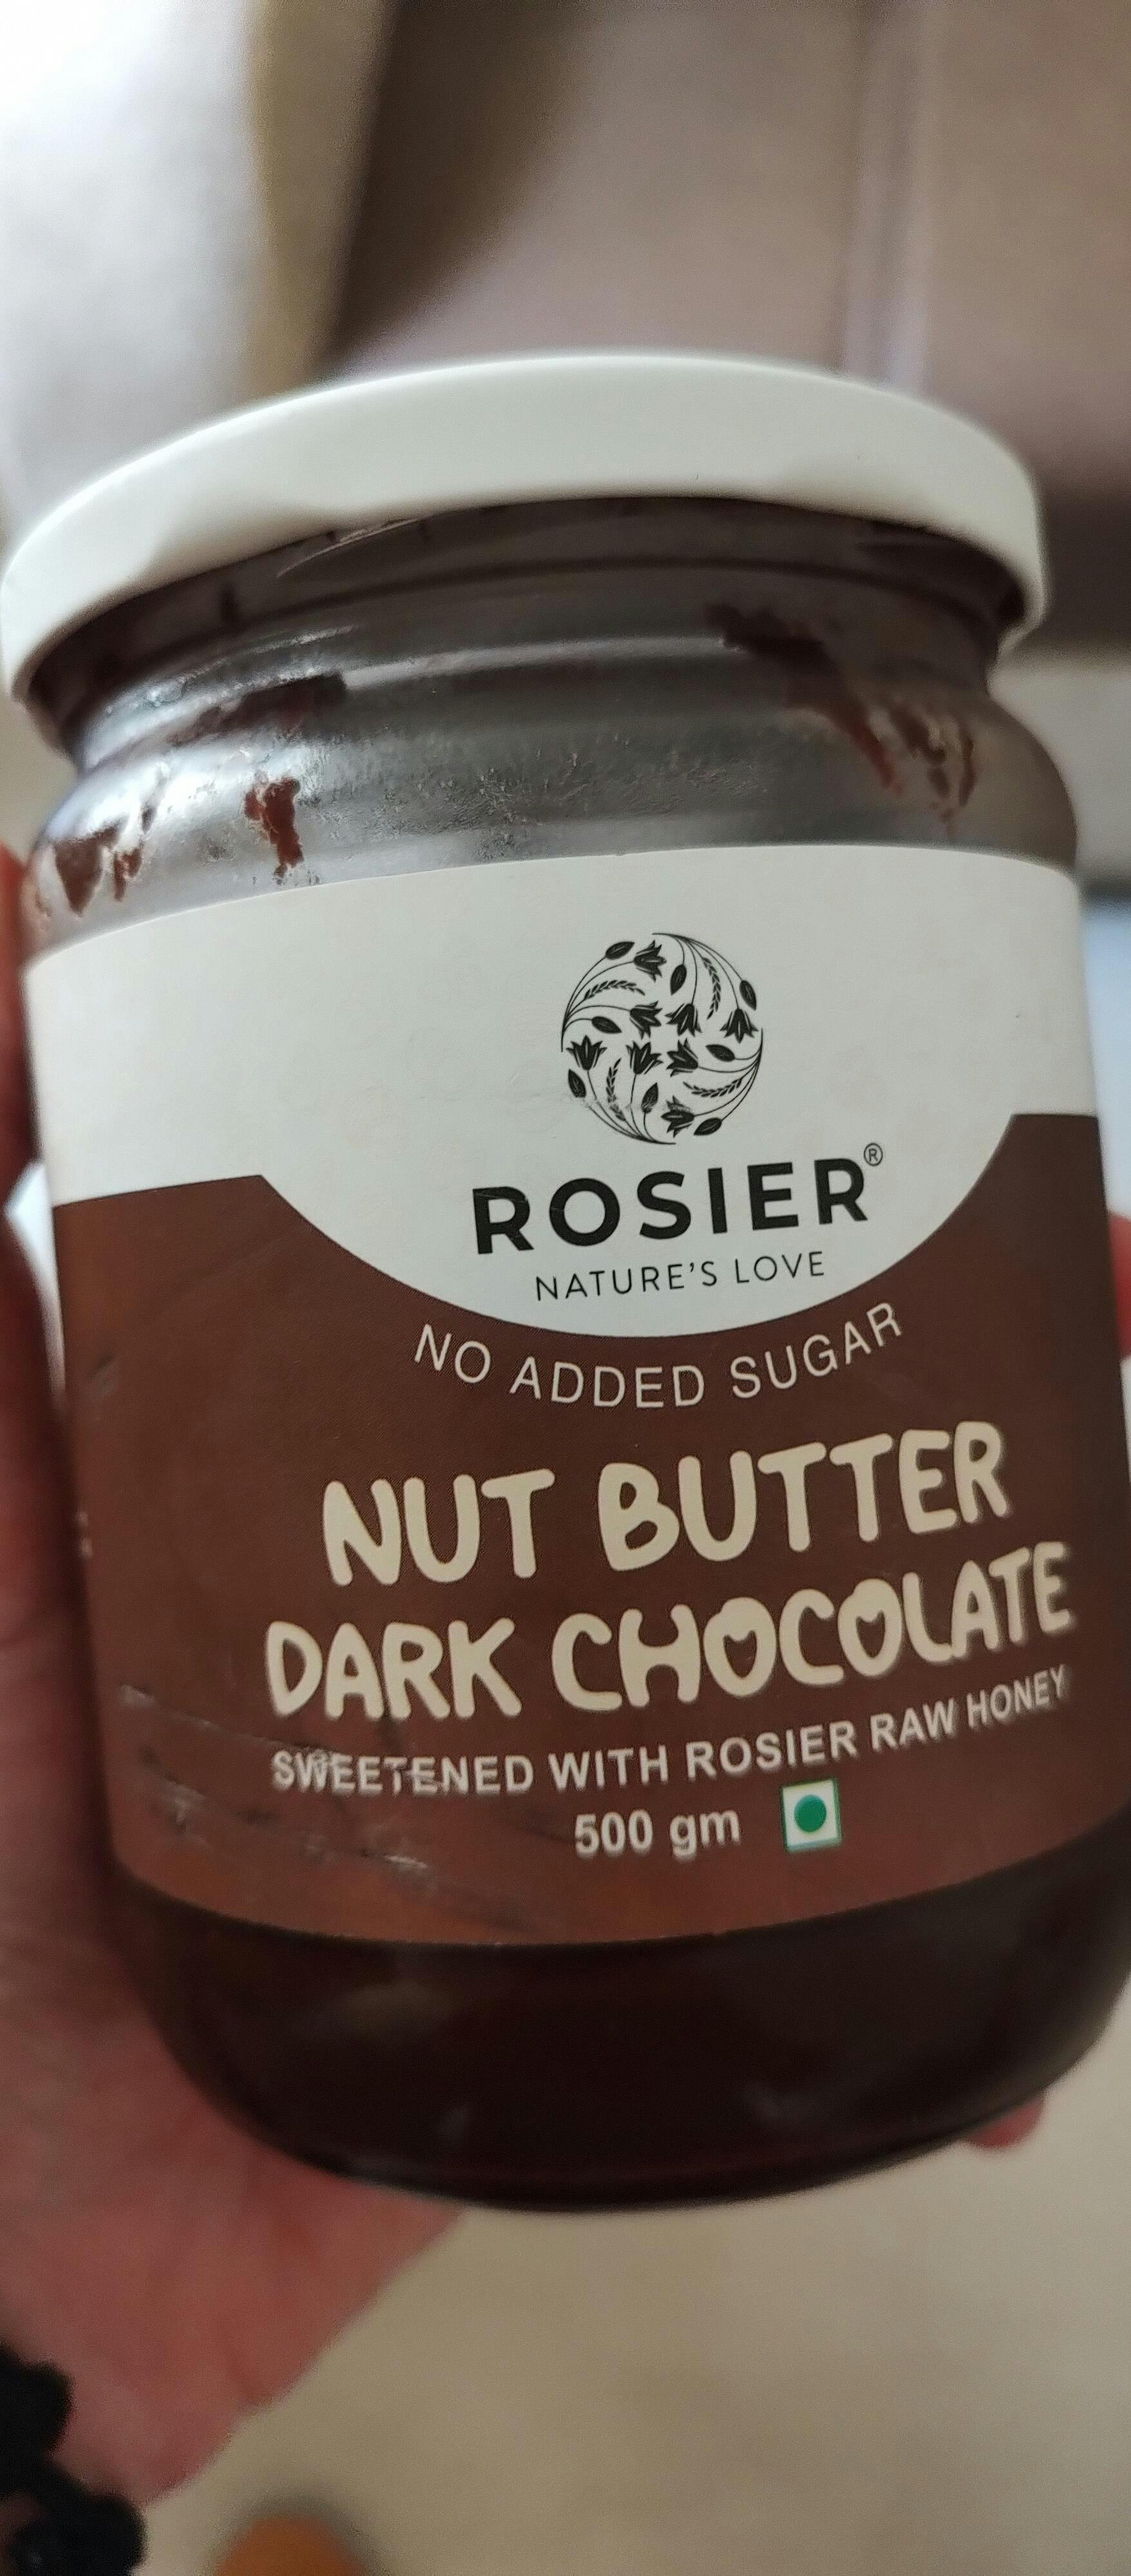 ROSIER®
NATURE'S LOVE
NO ADDED SUGAR
NUT BUTTER
DARK CHOCOLATE
SWEETENED WITH ROSIER RAW HONEY
500 gm